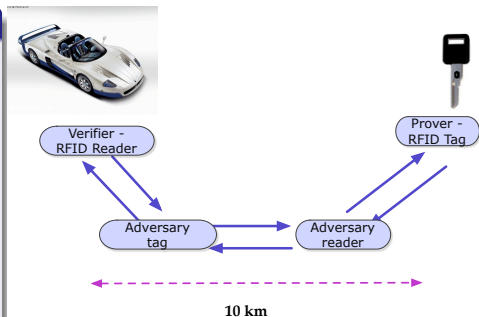 Verifier -
RFID Reader
Prover -
RFID Tag
Adversary
tag
Adversary
reader
10 km